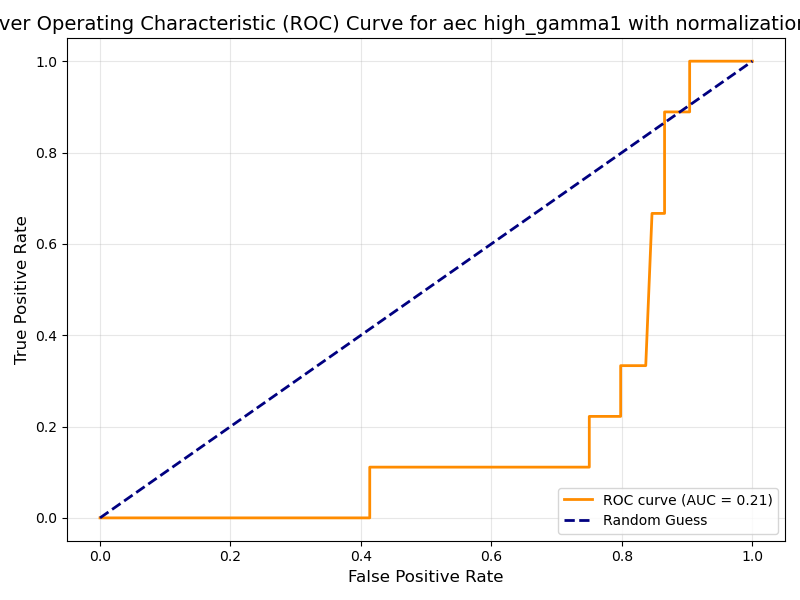 ver Operating Characteristic (ROC) Curve for aec high_gamma1 with normalization
1.0
0.8
0.6
0.4
0.2
0.0
True Positive Rate
ROC curve (AUC = 0.21)
Random Guess
0.0 0.2 0.4 0.6 0.8 1.0
False Positive Rate